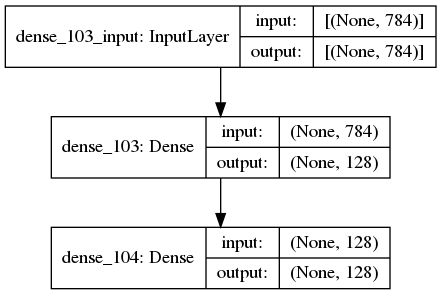 dense_103_input: InputLayer
input: [(None, 784)]
output: [(None, 784)]
dense_103: Dense
input: (None, 784)
output: (None, 128)
dense_104: Dense
input: (None, 128)
output: (None, 128)